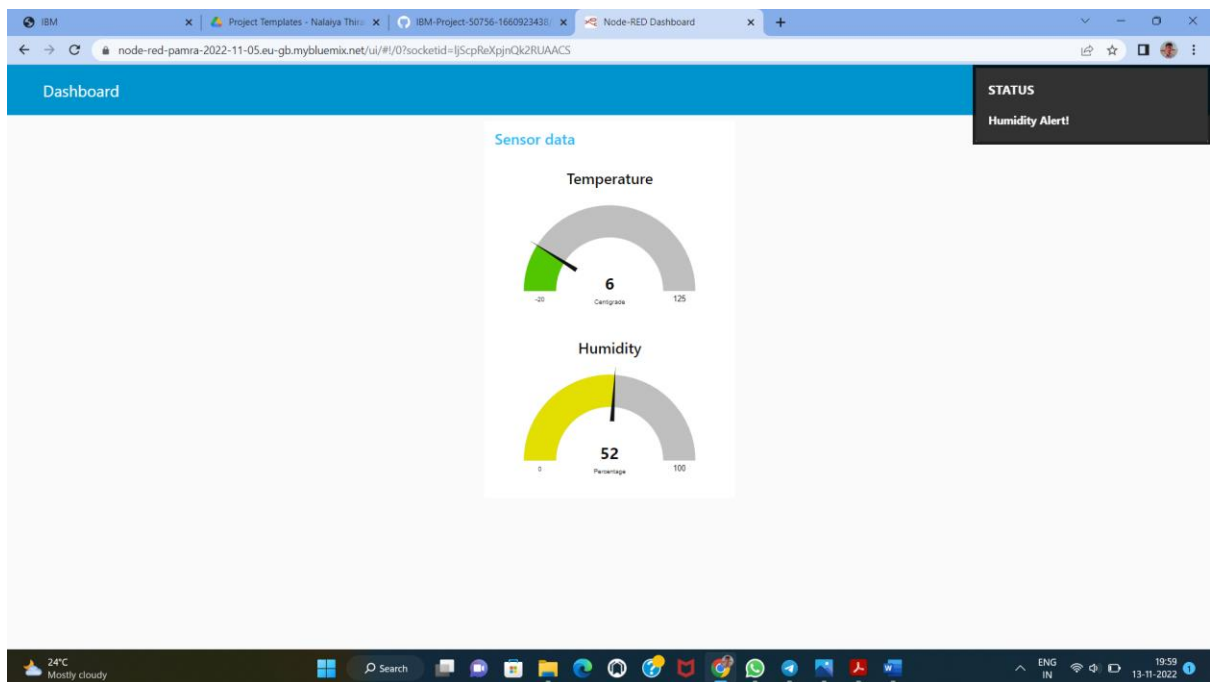 IBM
Project Templates - Nalaiya Thira
IBM-Project-50756-1660923438/
Node-RED Dashboard
node-red-pamra-2022-11-05.eu-gb.mybluemix.net/ui/#!/0?socketid=ljScpReXpjnQk2RUAACS
Dashboard
STATUS
Humidity Alert!
Sensor data
Temperature
6
Centigrade
-20
125
Humidity
52
Percentage
0
100
24°C
Mostly cloudy
Search
ENG
IN
19:59
13-11-2022
1